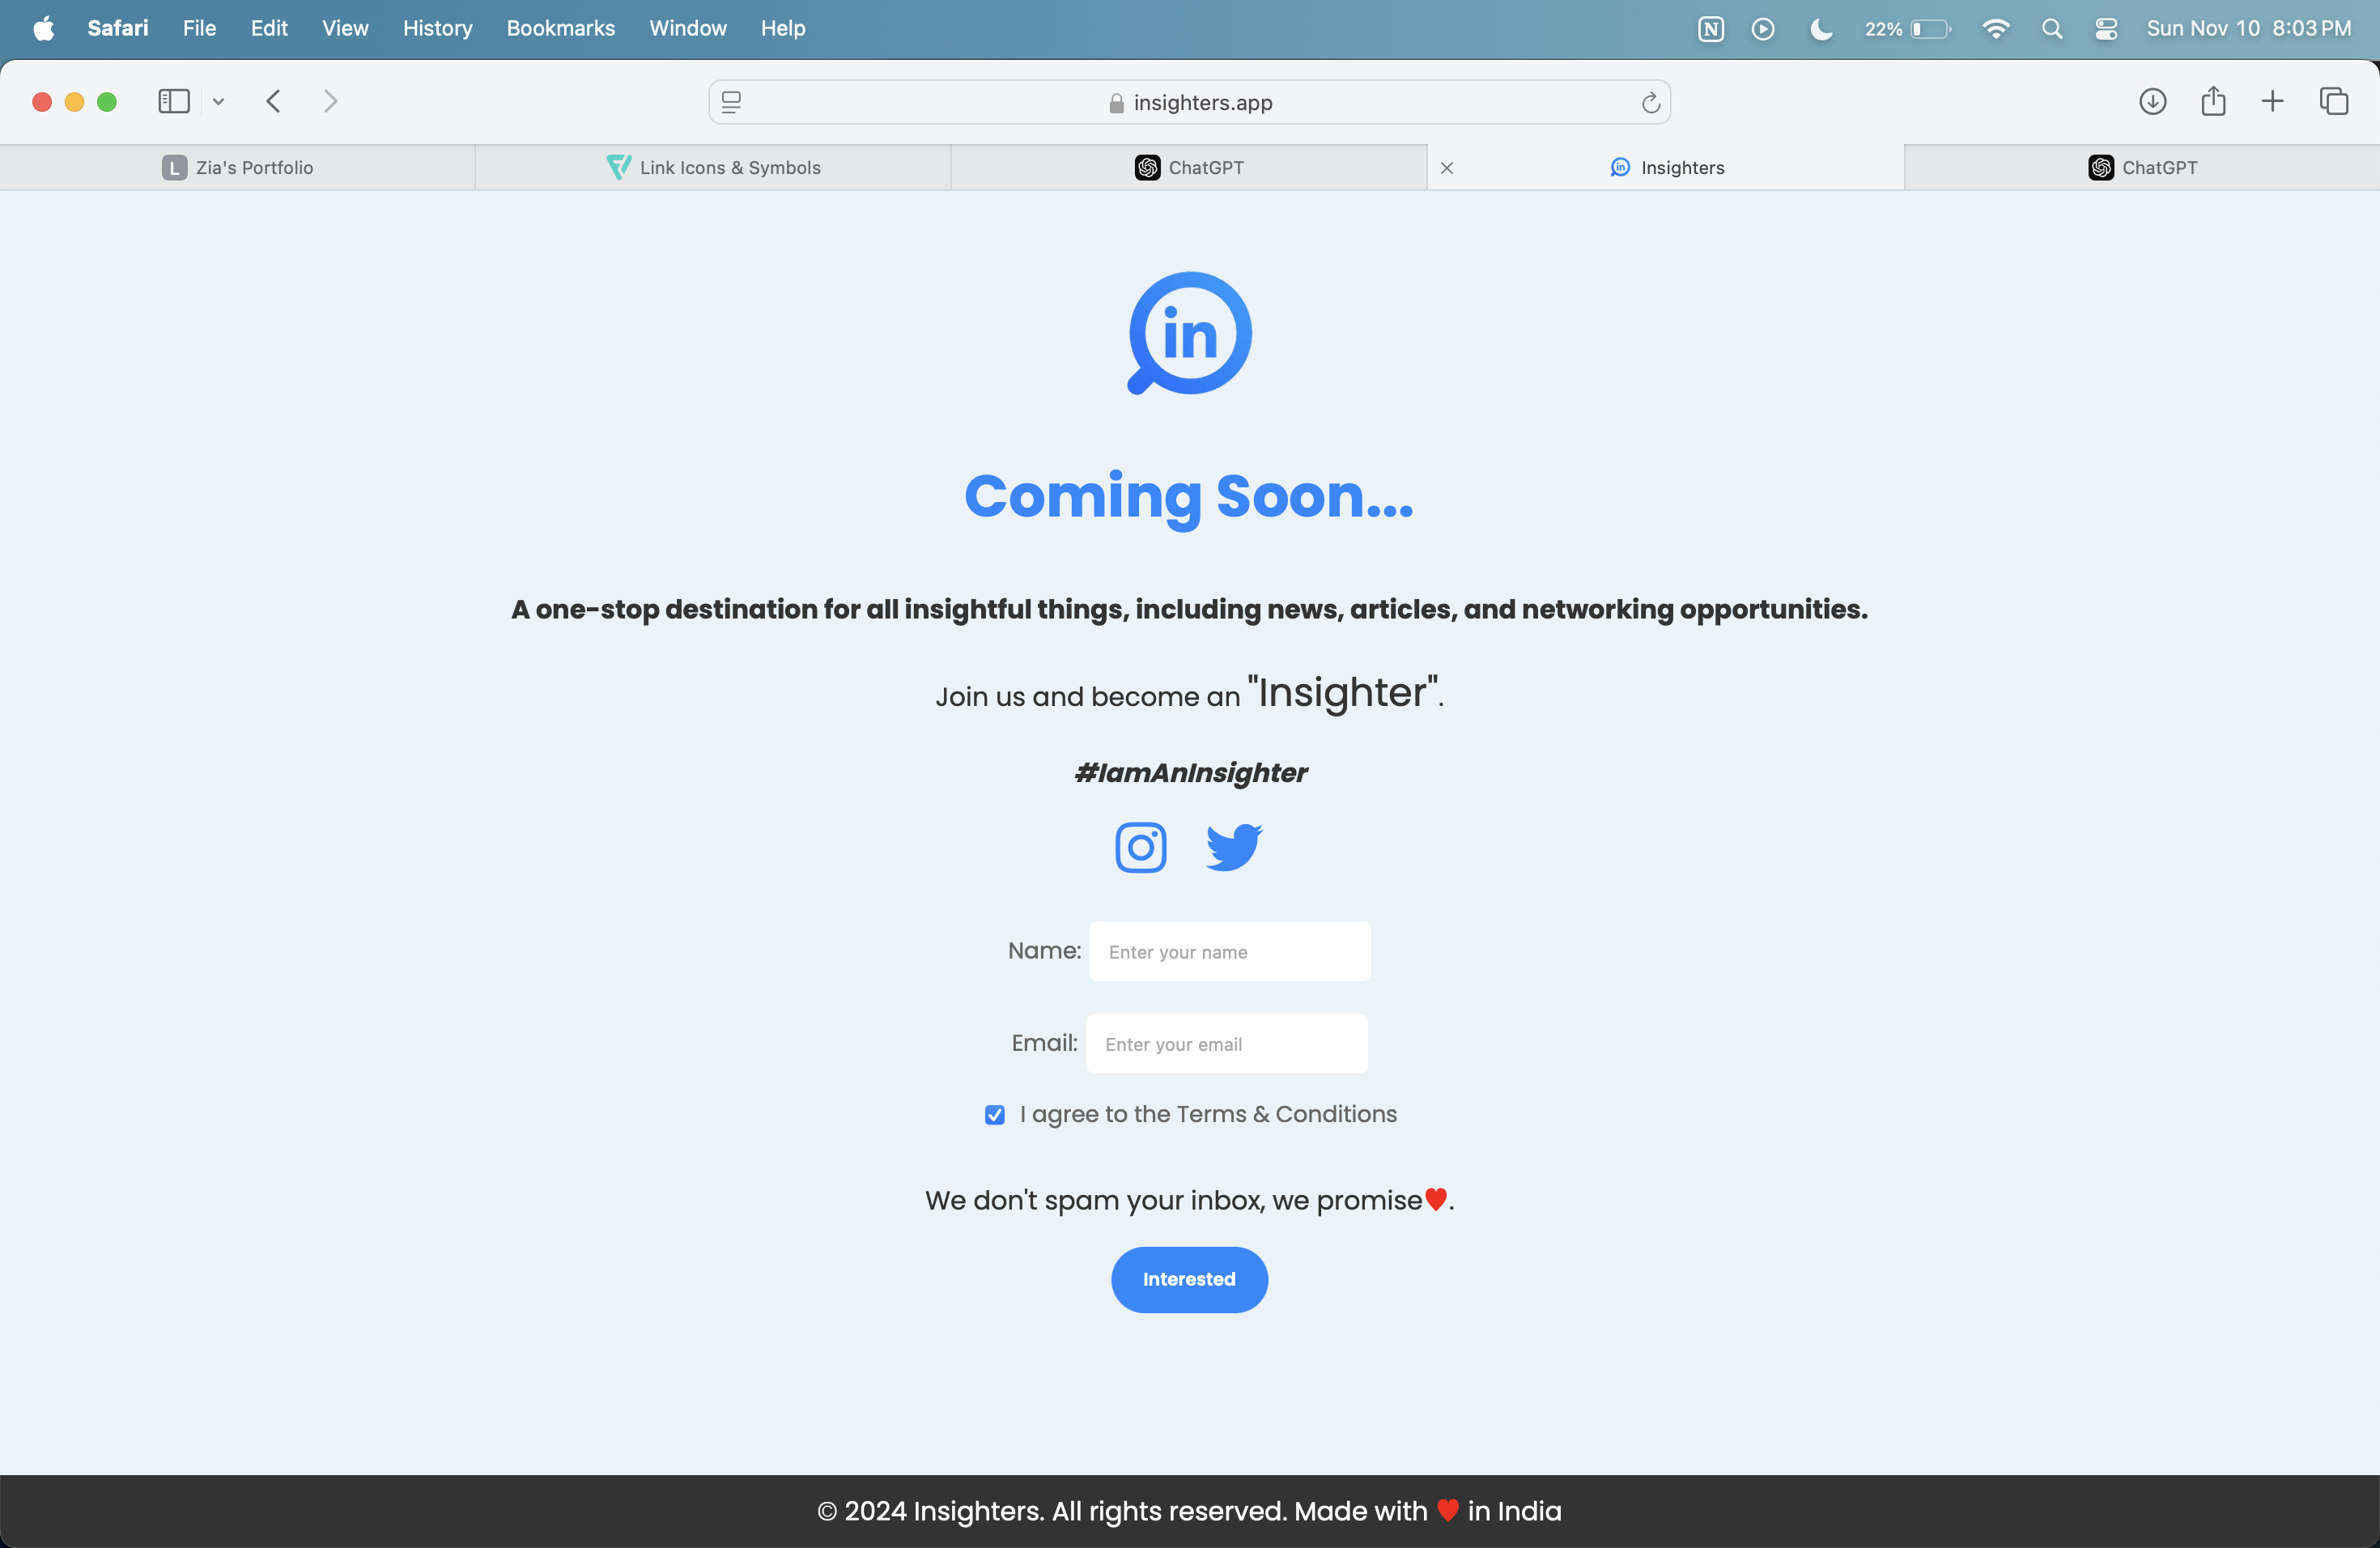 Safari File Edit View History Bookmarks Window Help N 22% Sun Nov 10 8:03 PM
insighters.app
L Zia's Portfolio Link Icons & Symbols ChatGPT in Insighters ChatGPT
in
Coming Soon...
A one-stop destination for all insightful things, including news, articles, and networking opportunities.
Join us and become an "Insighter".
#IamAnInsighter
Name: Enter your name
Email: Enter your email
I agree to the Terms & Conditions
We don't spam your inbox, we promise♥.
Interested
© 2024 Insighters. All rights reserved. Made with ♥ in India